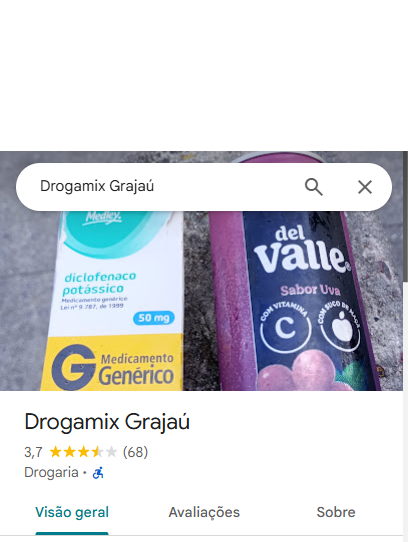 Drogamix Grajaú
Medley.
diclofenaco
potássico
Medicamento genérico
Lei nº 9.787, de 1999
50 mg
G Medicamento
Genérico
del
Valle
Sabor Uva
COM VITAMINA
C
COM SUCO DE MAÇÃ
Drogamix Grajaú
3,7 (68)
Drogaria ·
Visão geral Avaliações Sobre